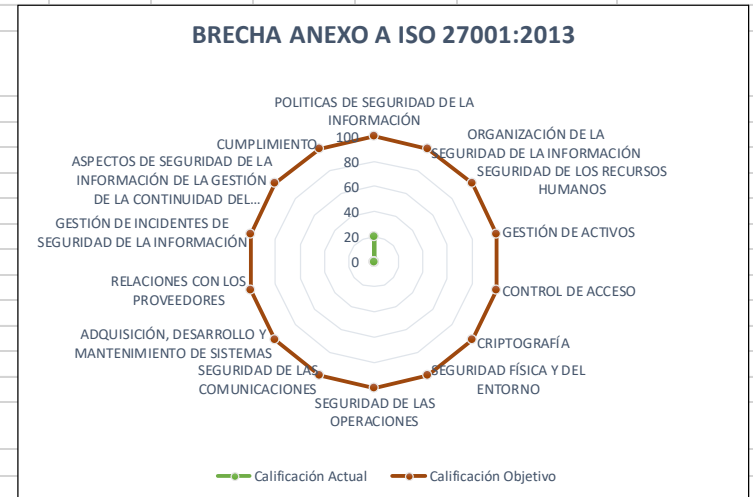 BRECHA ANEXO A ISO 27001:2013
POLITICAS DE SEGURIDAD DE LA
INFORMACIÓN
ORGANIZACIÓN DE LA
SEGURIDAD DE LA INFORMACIÓN
SEGURIDAD DE LOS RECURSOS
HUMANOS
GESTIÓN DE ACTIVOS
CONTROL DE ACCESO
CRIPTOGRAFÍA
SEGURIDAD FÍSICA Y DEL
ENTORNO
SEGURIDAD DE LAS
OPERACIONES
SEGURIDAD DE LAS
COMUNICACIONES
ADQUISICIÓN, DESARROLLO Y
MANTENIMIENTO DE SISTEMAS
RELACIONES CON LOS
PROVEEDORES
GESTIÓN DE INCIDENTES DE
SEGURIDAD DE LA INFORMACIÓN
ASPECTOS DE SEGURIDAD DE LA
INFORMACIÓN DE LA GESTIÓN
DE LA CONTINUIDAD DEL...
CUMPLIMIENTO
100
80
60
40
20
0
Calificación Actual
Calificación Objetivo